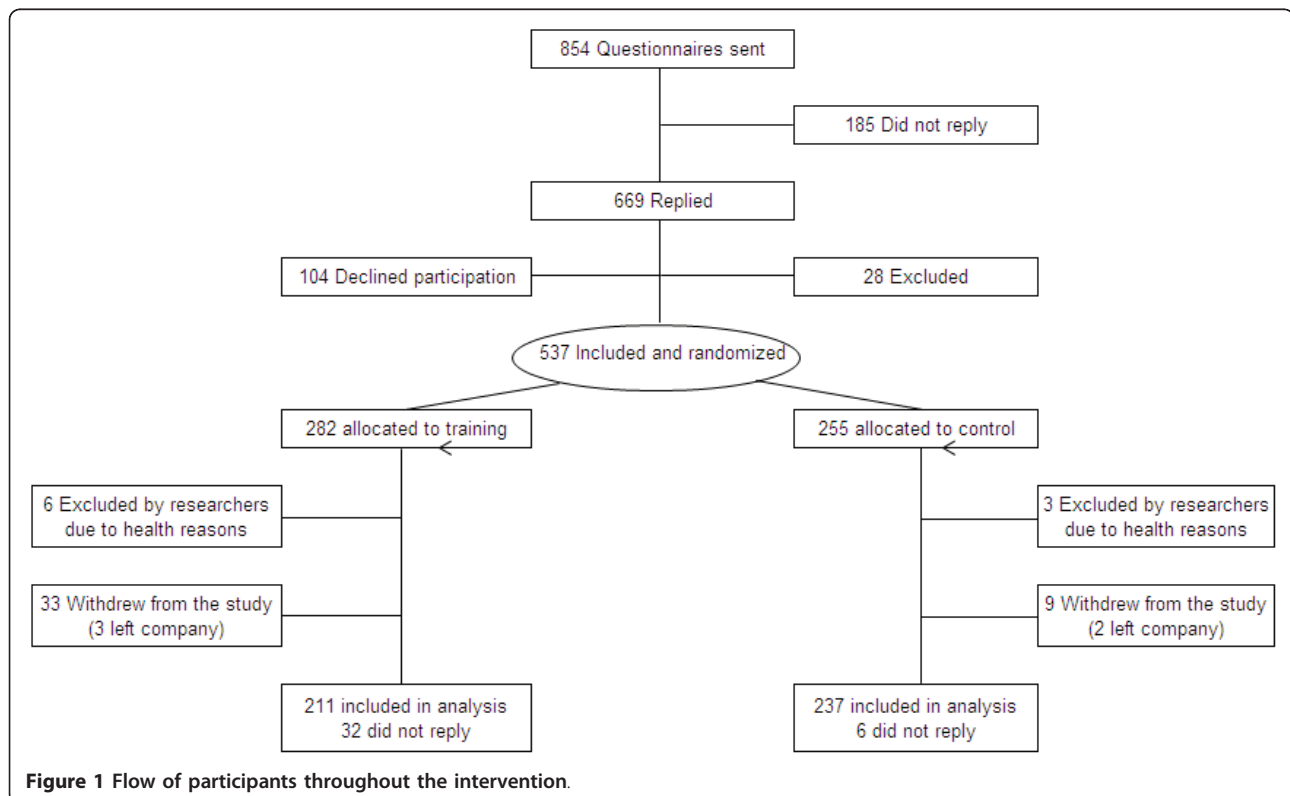 854 Questionnaires sent
185 Did not reply
669 Replied
104 Declined participation
28 Excluded
537 Included and randomized
282 allocated to training
255 allocated to control
6 Excluded by researchers
due to health reasons
3 Excluded by researchers
due to health reasons
33 Withdrew from the study
(3 left company)
9 Withdrew from the study
(2 left company)
211 included in analysis
32 did not reply
237 included in analysis
6 did not reply
Figure 1 Flow of participants throughout the intervention.